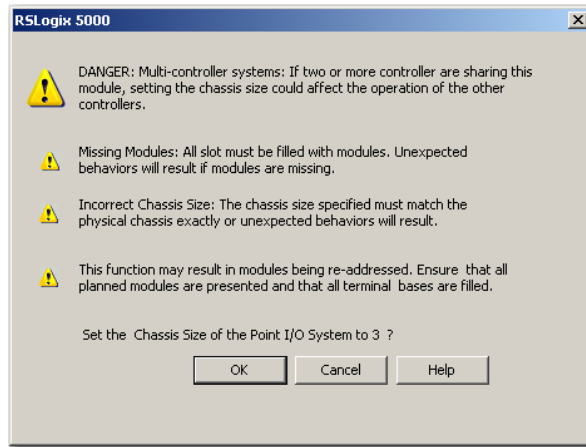 RSLogix 5000
DANGER: Multi-controller systems: If two or more controller are sharing this
module, setting the chassis size could affect the operation of the other
controllers.
Missing Modules: All slot must be filled with modules. Unexpected
behaviors will result if modules are missing.
Incorrect Chassis Size: The chassis size specified must match the
physical chassis exactly or unexpected behaviors will result.
This function may result in modules being re-addressed. Ensure that all
planned modules are presented and that all terminal bases are filled.
Set the Chassis Size of the Point I/O System to 3 ?
OK Cancel Help